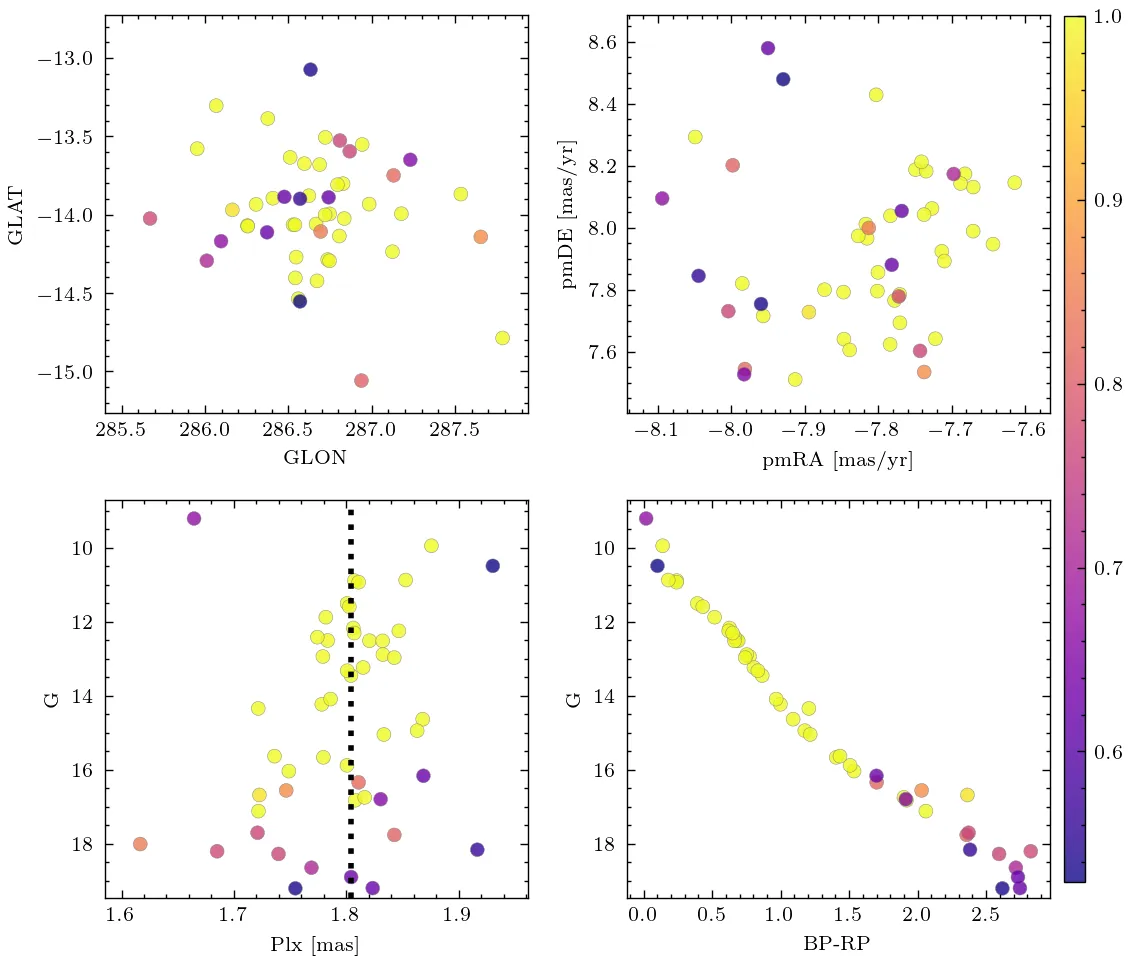 −13.0
−13.5
−14.0
−14.5
−15.0
GLAT
285.5 286.0 286.5 287.0 287.5
GLON
8.6
8.4
8.2
8.0
7.8
7.6
pmDE [mas/yr]
−8.1 −8.0 −7.9 −7.8 −7.7 −7.6
pmRA [mas/yr]
10
12
14
16
18
G
1.6 1.7 1.8 1.9
Plx [mas]
10
12
14
16
18
G
0.0 0.5 1.0 1.5 2.0 2.5
BP-RP
1.0
0.9
0.8
0.7
0.6